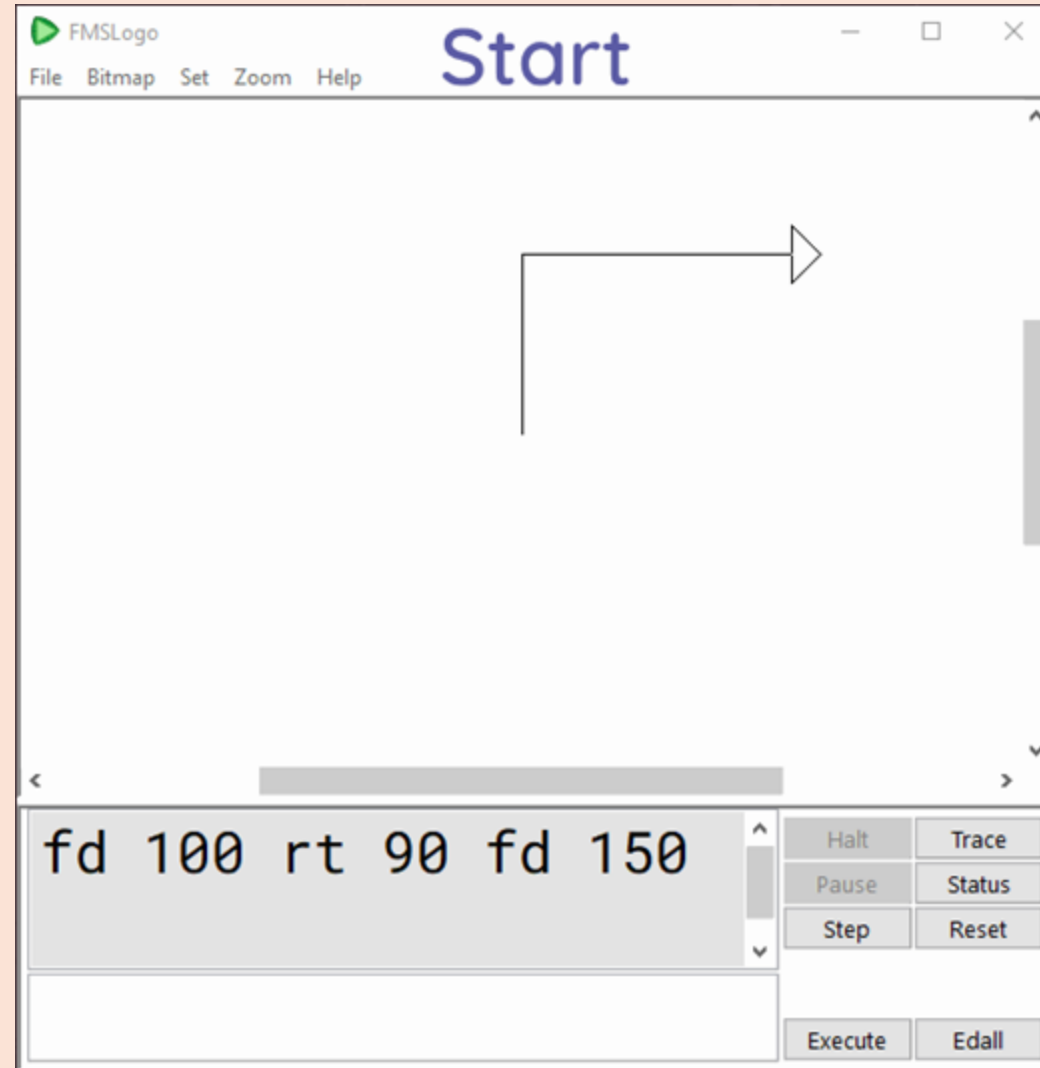 FMSLogo
Start
File Bitmap Set Zoom Help
fd 100 rt 90 fd 150
Halt Trace
Pause Status
Step Reset
Execute Edall